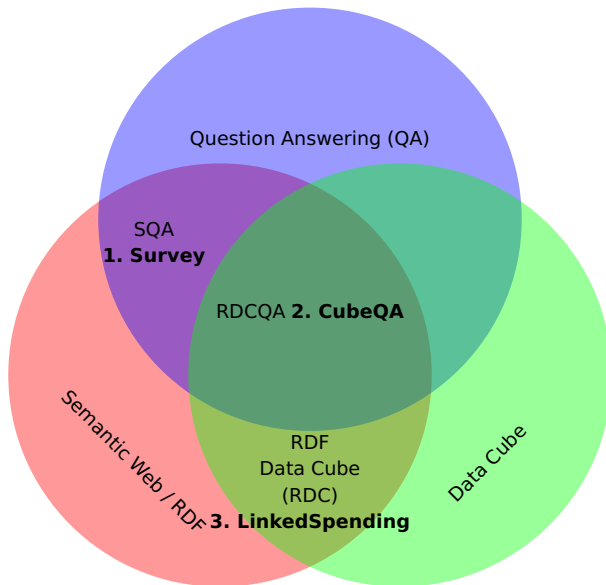 Question Answering (QA)
SQA
1. Survey
RDCQA 2. CubeQA
Semantic Web / RDF
RDF
Data Cube
(RDC)
3. LinkedSpending
Data Cube